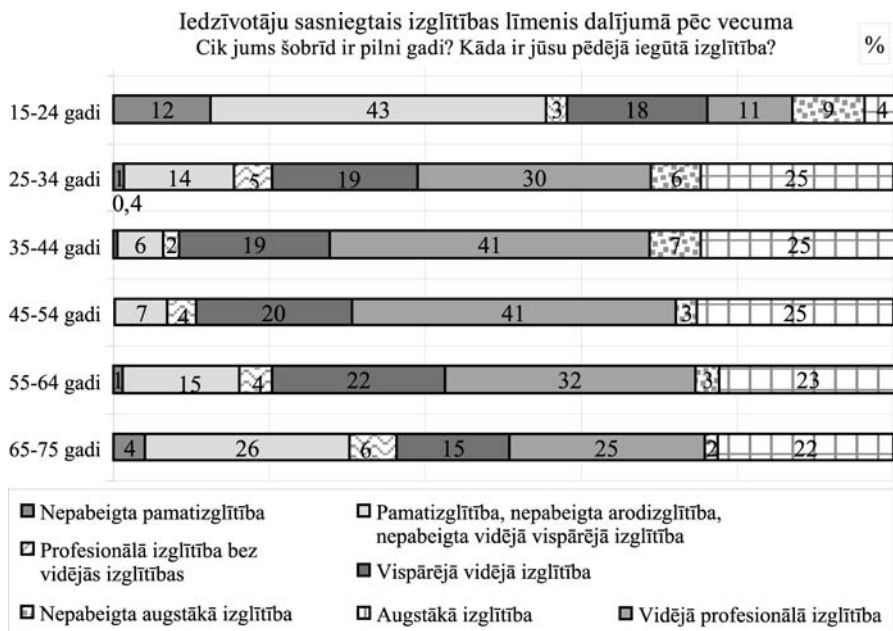 Iedzīvotāju sasniegtais izglītības līmenis dalījumā pēc vecuma
Cik jums šobrīd ir pilni gadi? Kāda ir jūsu pēdējā iegūtā izglītība?
%
15-24 gadi 12 43 3 18 11 9 4
25-34 gadi 1 14 5 19 30 6 25
0,4
35-44 gadi 6 2 19 41 7 25
45-54 gadi 7 4 20 41 3 25
55-64 gadi 1 15 4 22 32 3 23
65-75 gadi 4 26 6 15 25 2 22
Nepabeigta pamatizglītība
Pamatizglītība, nepabeigta arodizglītība,
nepabeigta vidējā vispārējā izglītība
Profesionālā izglītība bez
vidējās izglītības
Vispārējā vidējā izglītība
Nepabeigta augstākā izglītība
Augstākā izglītība
Vidējā profesionālā izglītība